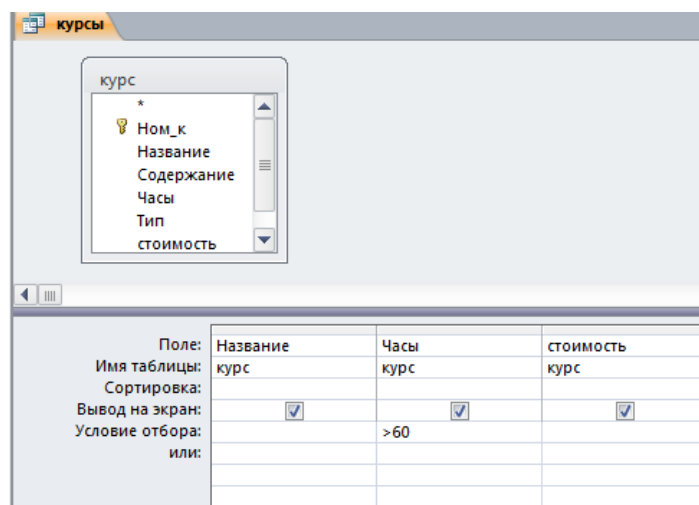 курсы
курс
*
Ном_к
Название
Содержание
Часы
Тип
стоимость
Поле: Название Часы стоимость
Имя таблицы: курс курс курс
Сортировка:
Вывод на экран:
Условие отбора: >60
или: